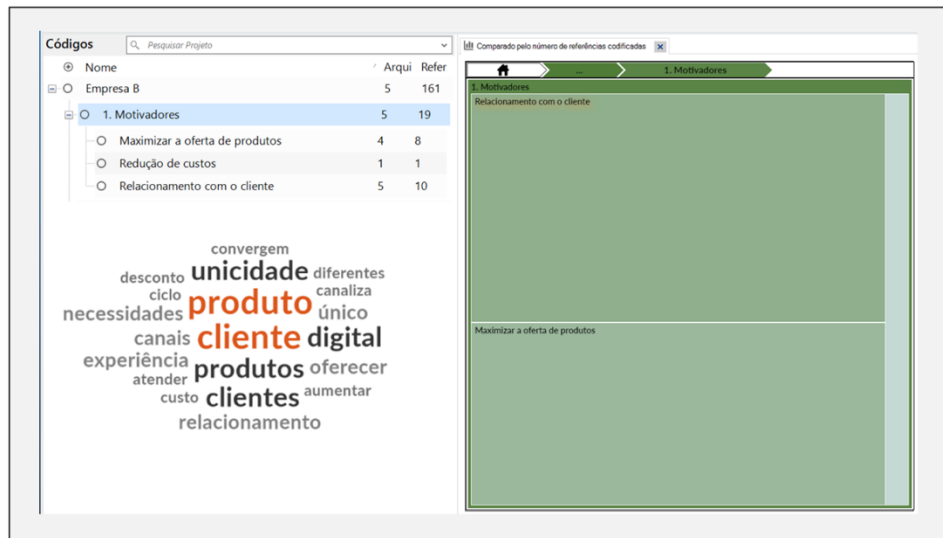 Códigos
Pesquisar Projeto
Nome Arqui Refer
Empresa B 5 161
1. Motivadores 5 19
Maximizar a oferta de produtos 4 8
Redução de custos 1 1
Relacionamento com o cliente 5 10
convergem
desconto unicidade diferentes
ciclo canaliza
necessidades produto único
canais cliente digital
experiência
atender produtos oferecer
custo clientes aumentar
relacionamento
Comparado pelo número de referências codificadas
... 1. Motivadores
1. Motivadores
Relacionamento com o cliente
Maximizar a oferta de produtos